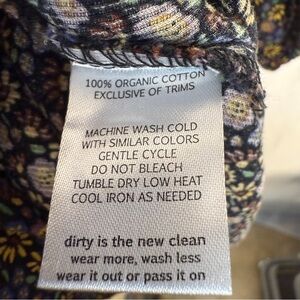 100% ORGANIC COTTON
EXCLUSIVE OF TRIMS
MACHINE WASH COLD
WITH SIMILAR COLORS
GENTLE CYCLE
DO NOT BLEACH
TUMBLE DRY LOW HEAT
COOL IRON AS NEEDED
dirty is the new clean
wear more, wash less
wear it out or pass it on